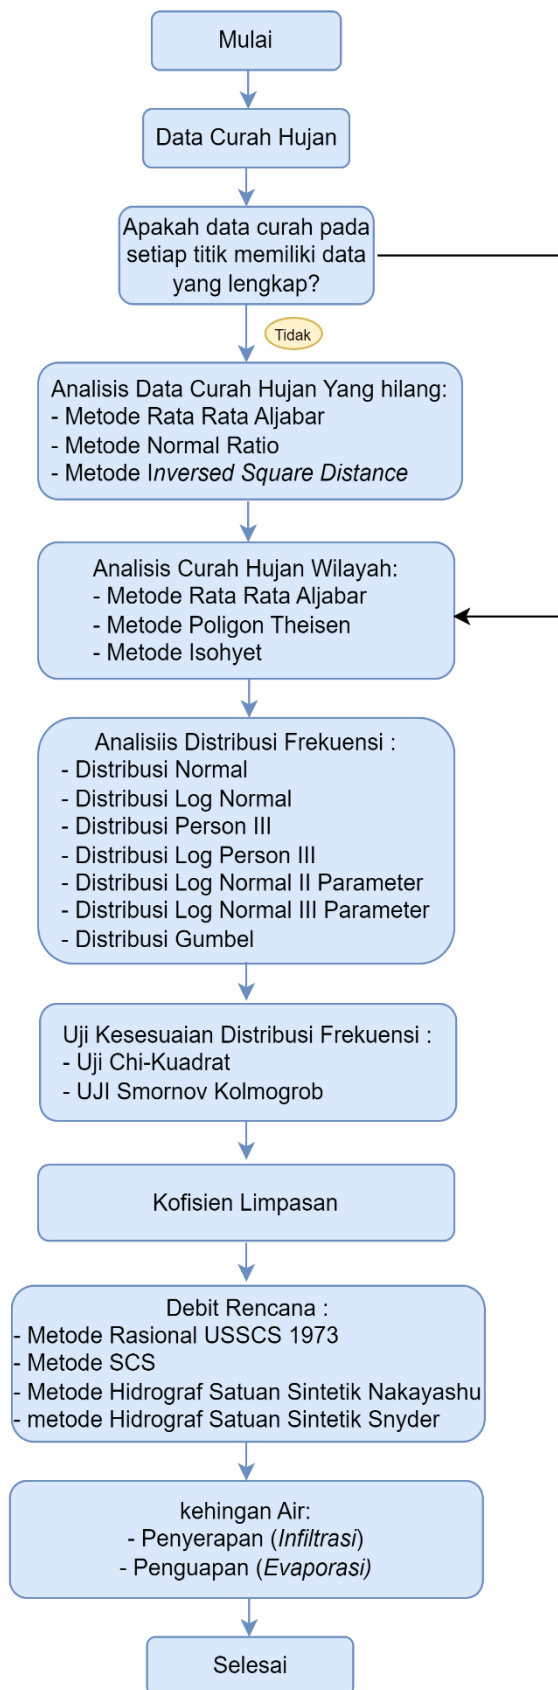 Mulai
Data Curah Hujan
Apakah data curah pada
setiap titik memiliki data
yang lengkap?
Tidak
Analisis Data Curah Hujan Yang hilang:
- Metode Rata Rata Aljabar
- Metode Normal Ratio
- Metode Inversed Square Distance
Analisis Curah Hujan Wilayah:
- Metode Rata Rata Aljabar
- Metode Poligon Theisen
- Metode Isohyet
Analisiis Distribusi Frekuensi :
- Distribusi Normal
- Distribusi Log Normal
- Distribusi Person III
- Distribusi Log Person III
- Distribusi Log Normal II Parameter
- Distribusi Log Normal III Parameter
- Distribusi Gumbel
Uji Kesesuaian Distribusi Frekuensi :
- Uji Chi-Kuadrat
- UJI Smornov Kolmogrob
Kofisien Limpasan
Debit Rencana :
- Metode Rasional USSCS 1973
- Metode SCS
- Metode Hidrograf Satuan Sintetik Nakayashu
- metode Hidrograf Satuan Sintetik Snyder
kehingan Air:
- Penyerapan (Infiltrasi)
- Penguapan (Evaporasi)
Selesai